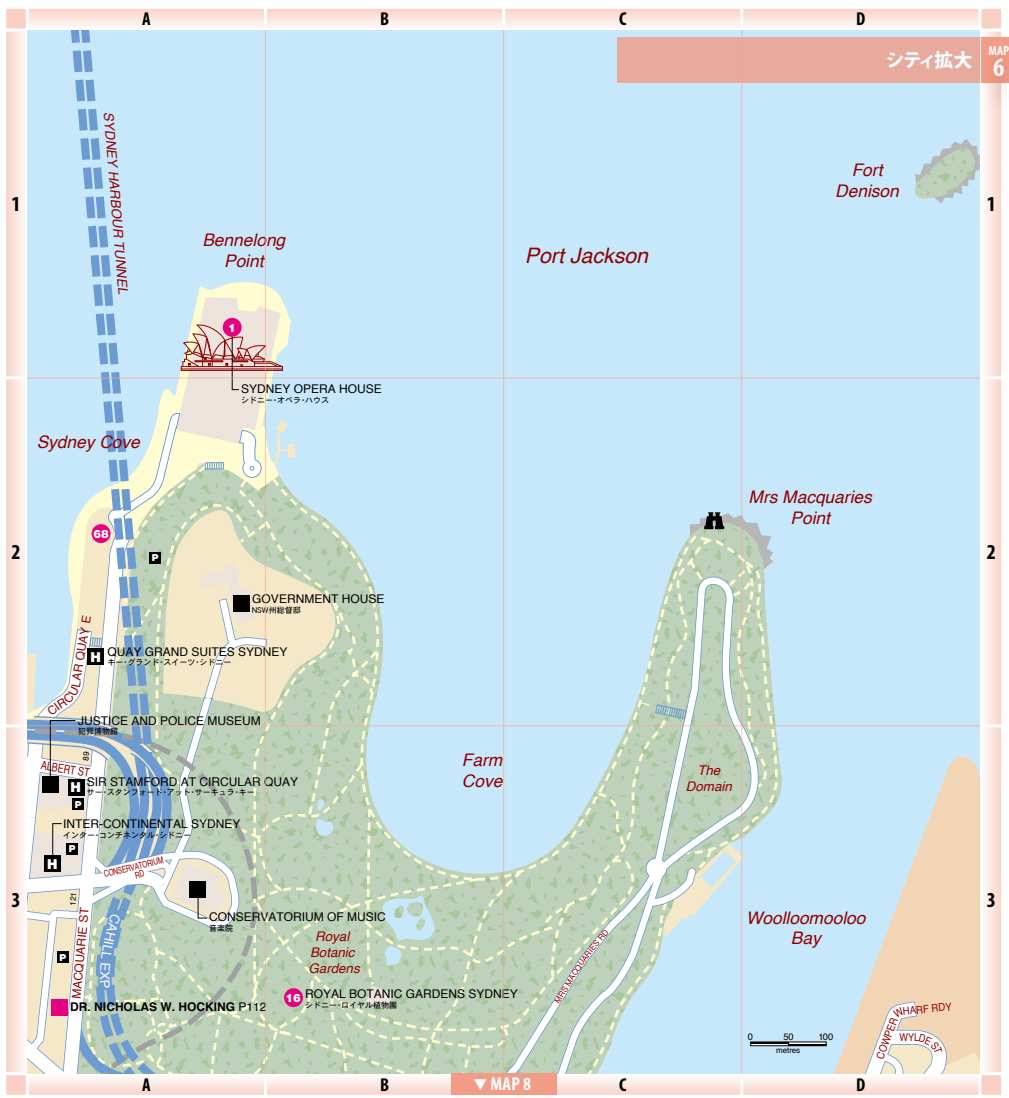 A
B
C
D
シティ拡大
MAP
6
1
1
SYDNEY HARBOUR TUNNEL
Fort
Denison
Bennelong
Point
Port Jackson
1
SYDNEY OPERA HOUSE
シドニー・オペラ・ハウス
Sydney Cove
Mrs Macquaries
Point
68
2
2
P
GOVERNMENT HOUSE
NSW州総督邸
CIRCULAR QUAY E
H
QUAY GRAND SUITES SYDNEY
キー・グランド・スイーツ・シドニー
JUSTICE AND POLICE MUSEUM
犯罪博物館
89
ALBERT ST
H
SIR STAMFORD AT CIRCULAR QUAY
サー・スタンフォード・アット・サーキュラ・キー
P
Farm
Cove
The
Domain
INTER-CONTINENTAL SYDNEY
インター・コンチネンタル・シドニー
P
H
CONSERVATORIUM
RD
3
3
121
CONSERVATORIUM OF MUSIC
音楽院
MACQUARIE ST
CAHILL EXP
Royal
Botanic
Gardens
Woolloomooloo
Bay
MRS MACQUARIES RD
P
16
ROYAL BOTANIC GARDENS SYDNEY
シドニー・ロイヤル植物園
DR. NICHOLAS W. HOCKING P112
COWPER WHARF RDY
WYLDE ST
0 50 100
metres
A
B
▼ MAP 8
C
D